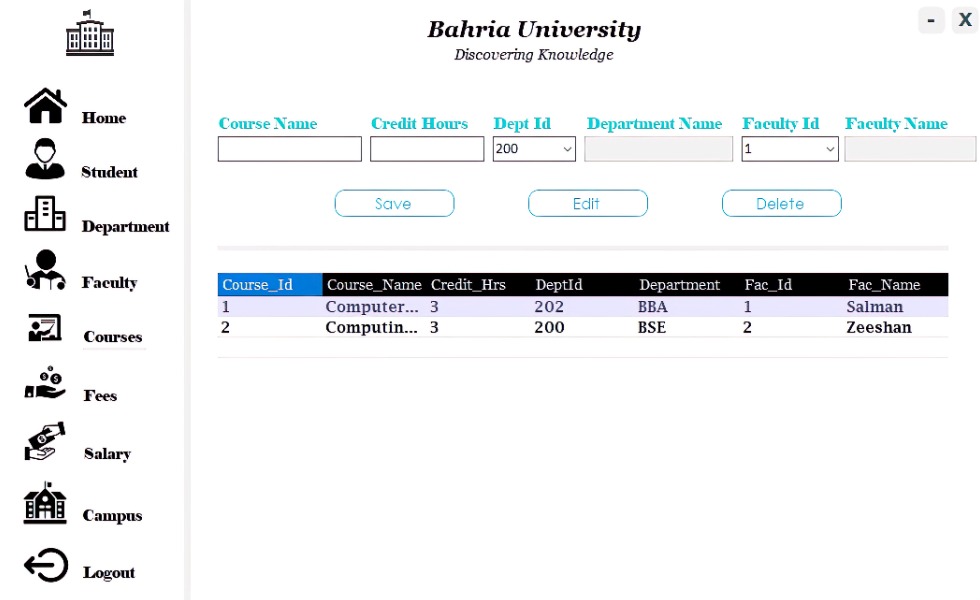 - X
Bahria University
Discovering Knowledge
Home
Student
Department
Faculty
Courses
Fees
Salary
Campus
Logout
Course Name Credit Hours Dept Id Department Name Faculty Id Faculty Name
200 1
Save Edit Delete
Course_Id Course_Name Credit_Hrs DeptId Department Fac_Id Fac_Name
1 Computer... 3 202 BBA 1 Salman
2 Computin... 3 200 BSE 2 Zeeshan